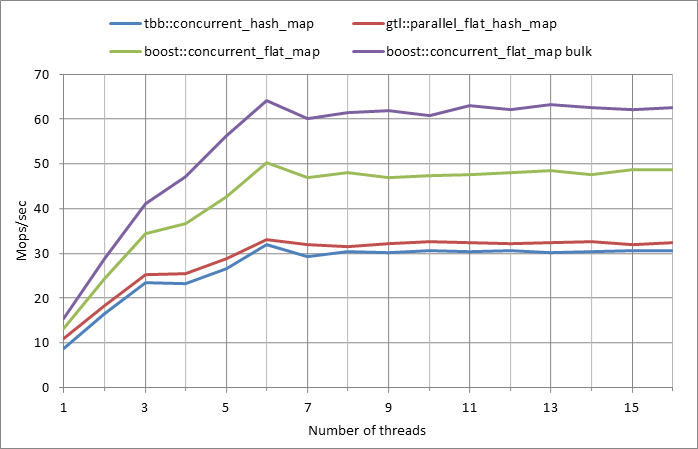 tbb::concurrent_hash_map gtl::parallel_flat_hash_map
boost::concurrent_flat_map boost::concurrent_flat_map bulk
70
60
50
40
30
20
10
0
Mops/sec
1 3 5 7 9 11 13 15
Number of threads